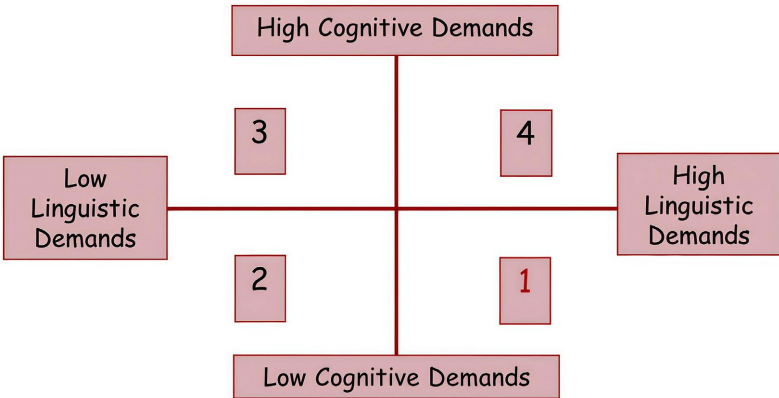 High Cognitive Demands
3
4
Low
Linguistic
Demands
High
Linguistic
Demands
2
1
Low Cognitive Demands